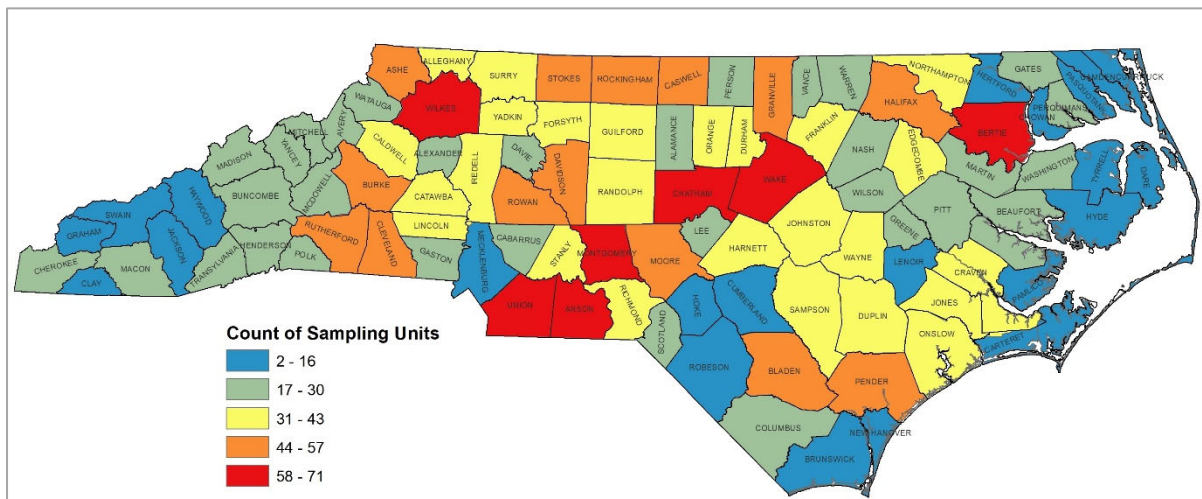 ALLEGHANY
ASHE
SURRY
STOKES
ROCKINGHAM
CASWELL
PERSON
GRANVILLE
VANCE
WARREN
NORTHAMPTON
HERTFORD
GATES
CAMDEN
CURRITUCK
PASQUOTANK
PERQUIMANS
CHOWAN
HALIFAX
BERTIE
WATAUGA
WILKES
YADKIN
FORSYTH
GUILFORD
ALAMANCE
ORANGE
DURHAM
FRANKLIN
NASH
EDGECOMBE
MARTIN
WASHINGTON
TYRRELL
DARE
MITCHELL
AVERY
CALDWELL
ALEXANDER
IREDELL
DAVIE
DAVIDSON
RANDOLPH
CHATHAM
WAKE
WILSON
PITT
BEAUFORT
HYDE
MADISON
YANCEY
MCDOWELL
BURKE
CATAWBA
ROWAN
BUNCOMBE
HAYWOOD
SWAIN
GRAHAM
JACKSON
RUTHERFORD
CLEVELAND
LINCOLN
GASTON
MECKLENBURG
CABARRUS
STANLY
MONTGOMERY
MOORE
LEE
HARNETT
JOHNSTON
WAYNE
GREENE
LENOIR
CRAVEN
PAMLICO
CHEROKEE
CLAY
MACON
TRANSYLVANIA
HENDERSON
POLK
UNION
ANSON
RICHMOND
SCOTLAND
HOKE
CUMBERLAND
SAMPSON
DUPLIN
JONES
ONSLOW
CARTERET
ROBESON
BLADEN
PENDER
COLUMBUS
NEW HANOVER
BRUNSWICK
Count of Sampling Units
2 - 16
17 - 30
31 - 43
44 - 57
58 - 71